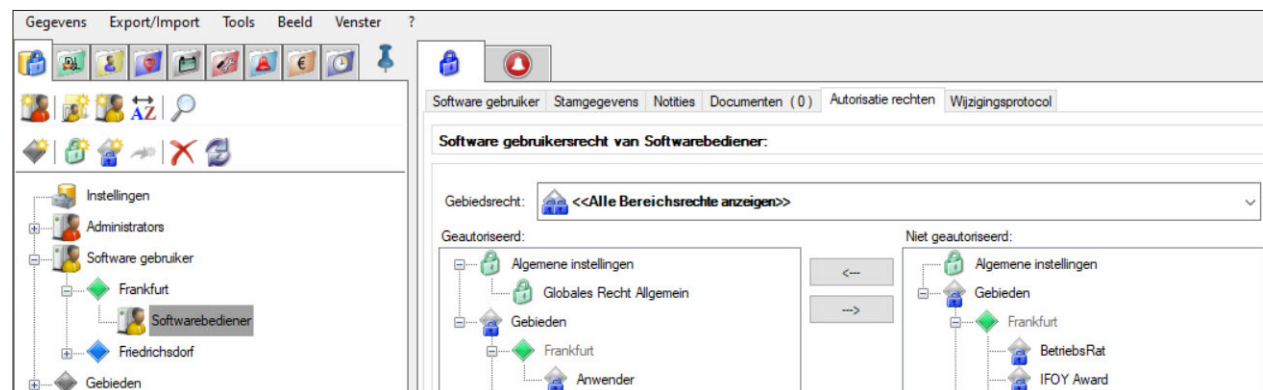 Gegevens Export/Import Tools Beeld Venster ?
Software gebruiker Stamgegevens Notities Documenten ( 0 ) Autorisatie rechten Wijzigingsprotocol
Software gebruikersrecht van Softwarebediener:
Gebiedsrecht: <<Alle Bereichsrechte anzeigen>>
Instellingen
Administrators
Software gebruiker
Frankfurt
Softwarebediener
Friedrichsdorf
Gebieden
Geautoriseerd:
Algemene instellingen
Globales Recht Allgemein
Gebieden
Frankfurt
Anwender
<---
--->
Niet geautoriseerd:
Algemene instellingen
Gebieden
Frankfurt
BetriebsRat
IFOY Award